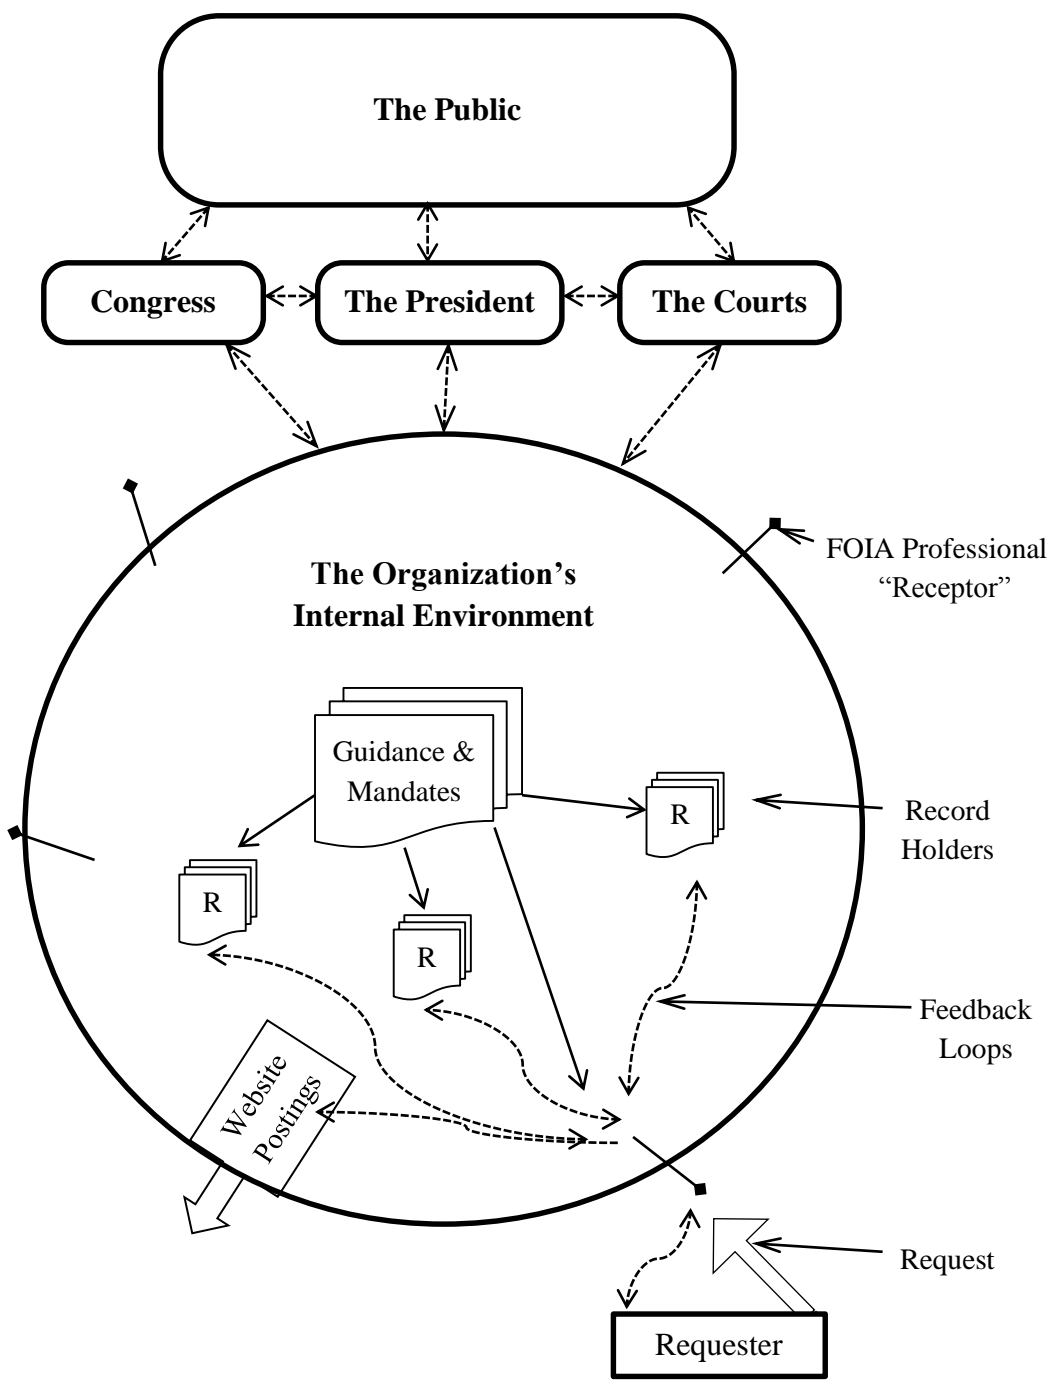 The Public
Congress
The President
The Courts
FOIA Professional
“Receptor”
The Organization’s
Internal Environment
Guidance &
Mandates
R
Record
Holders
R
R
Feedback
Loops
Website
Postings
Request
Requester